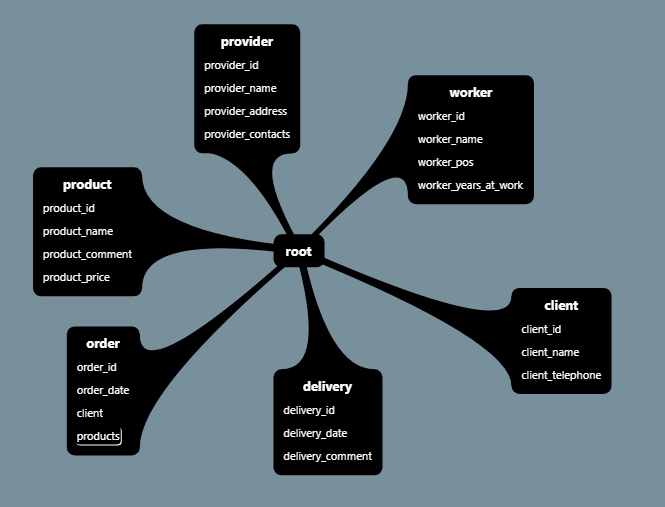 provider
provider_id
provider_name
provider_address
provider_contacts
worker
worker_id
worker_name
worker_pos
worker_years_at_work
product
product_id
product_name
product_comment
product_price
root
client
client_id
client_name
client_telephone
order
order_id
order_date
client
products
delivery
delivery_id
delivery_date
delivery_comment